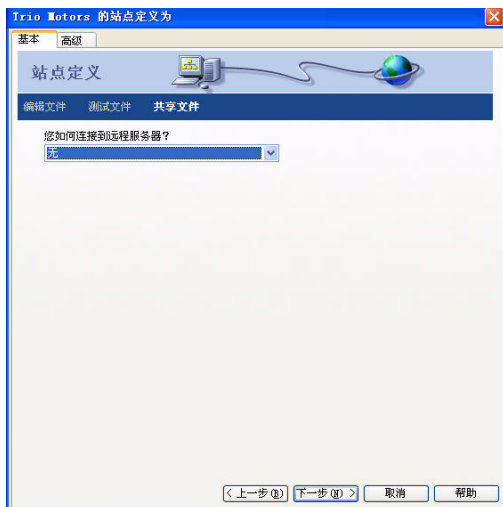 Trio Motors 的站点定义为
基本 高级
站点定义
编辑文件 测试文件 共享文件
您如何连接到远程服务器?
无
< 上一步(B) 下一步(N) > 取消 帮助